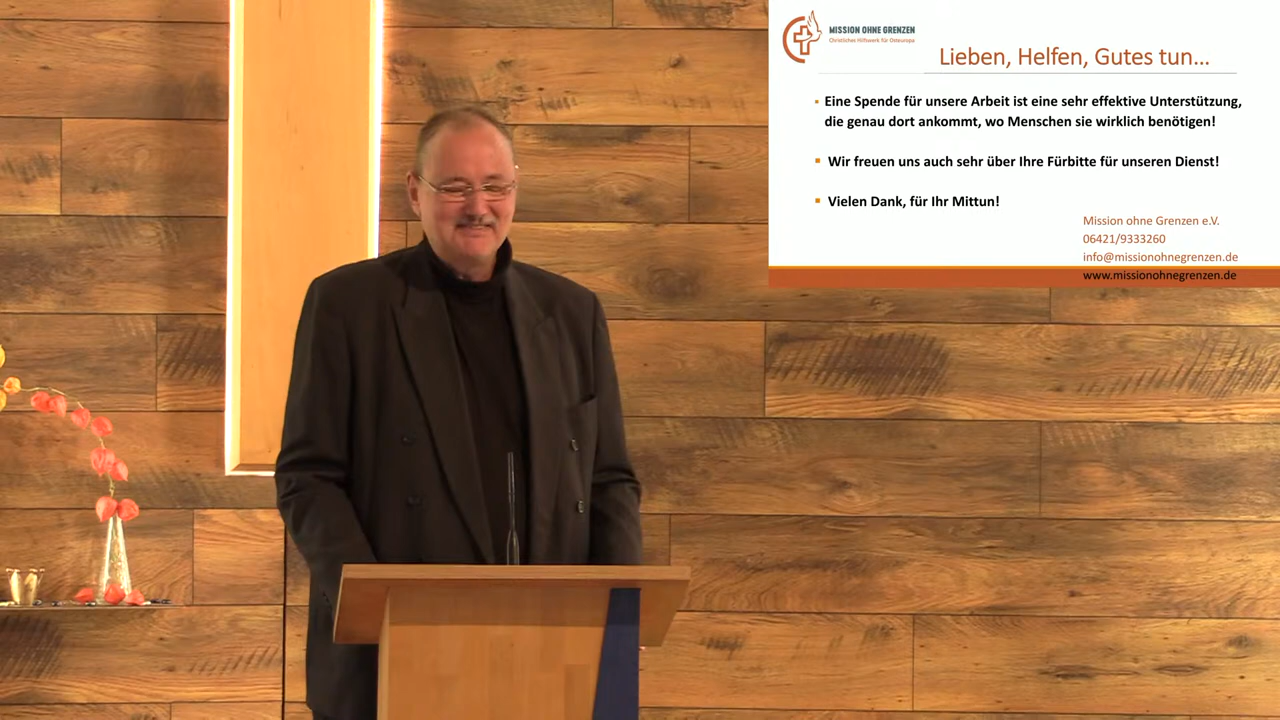 MISSION OHNE GRENZEN
Christliches Hilfswerk für Osteuropa
Lieben, Helfen, Gutes tun...
Eine Spende für unsere Arbeit ist eine sehr effektive Unterstützung,
die genau dort ankommt, wo Menschen sie wirklich benötigen!
Wir freuen uns auch sehr über Ihre Fürbitte für unseren Dienst!
Vielen Dank, für Ihr Mittun!
Mission ohne Grenzen e.V.
06421/9333260
info@missionohnegrenzen.de
www.missionohnegrenzen.de